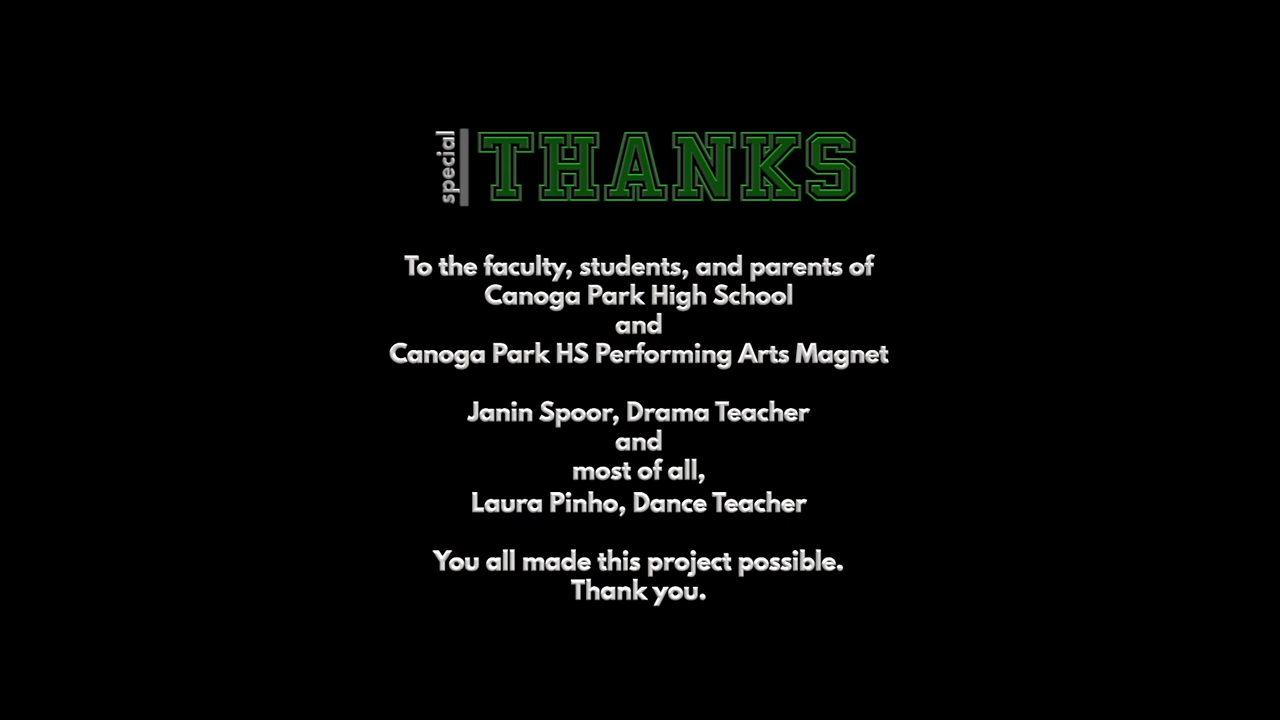 special THANKS
To the faculty, students, and parents of
Canoga Park High School
and
Canoga Park HS Performing Arts Magnet
Janin Spoor, Drama Teacher
and
most of all,
Laura Pinho, Dance Teacher
You all made this project possible.
Thank you.